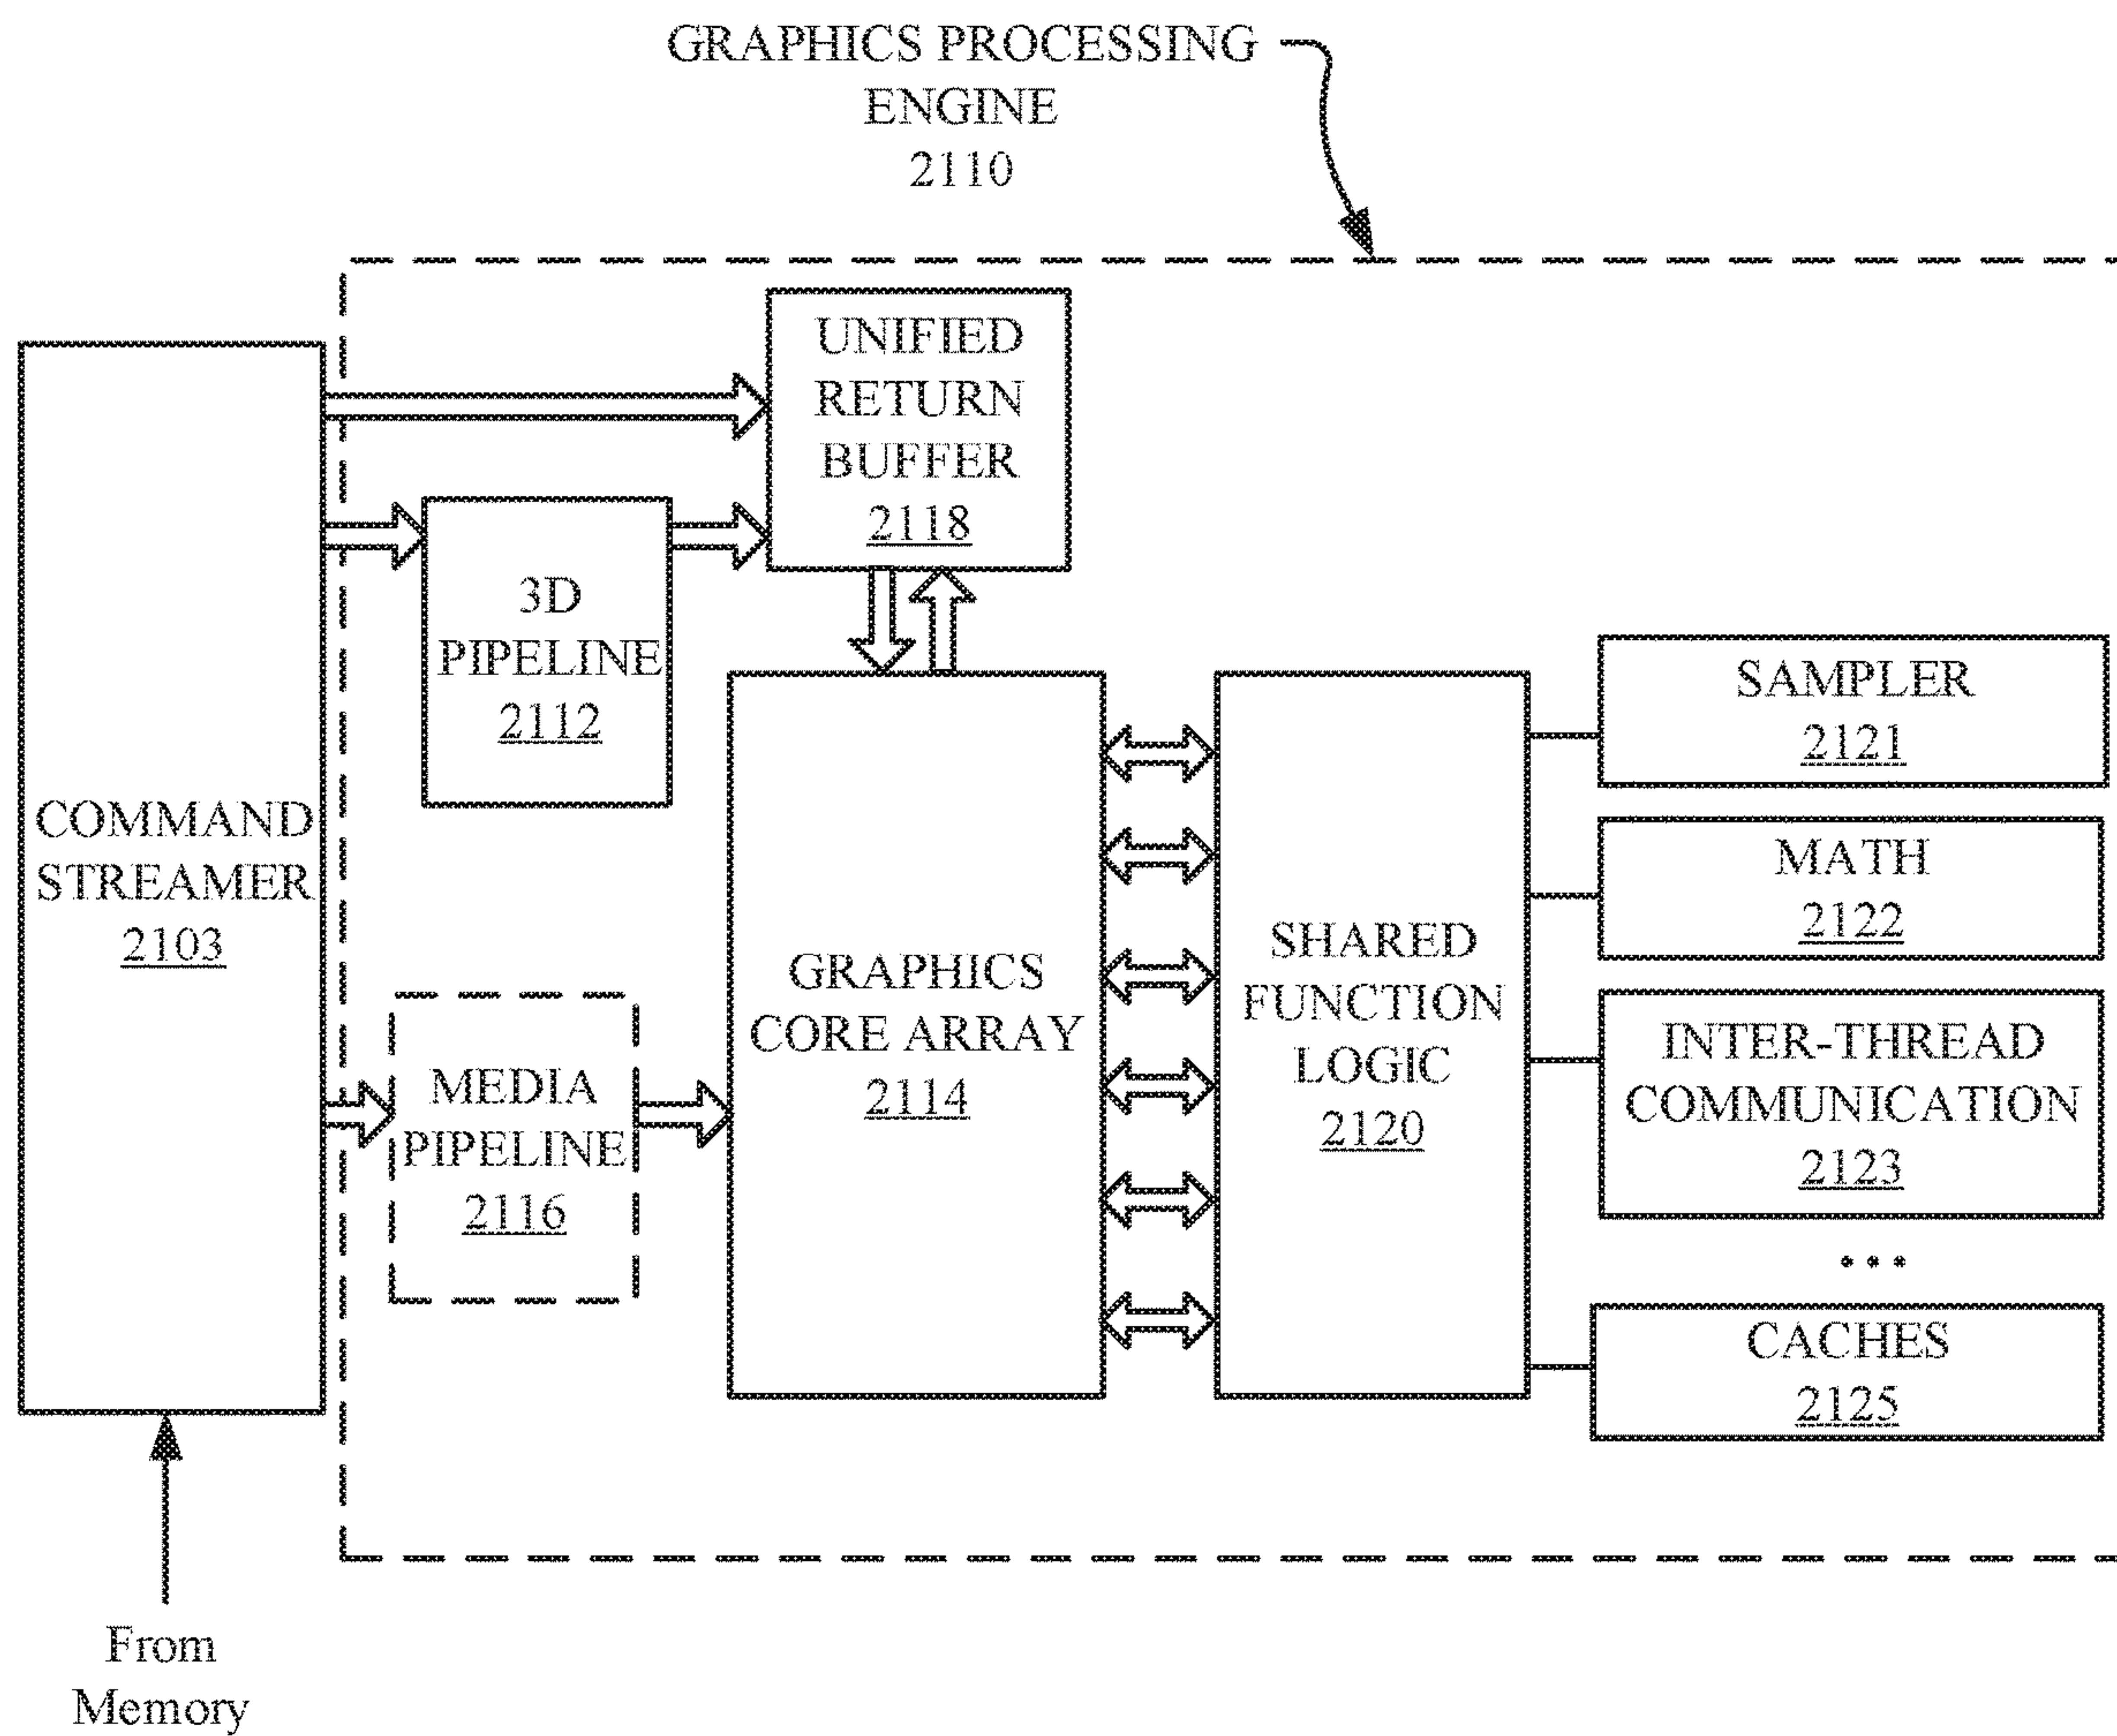 GRAPHICS PROCESSING
ENGINE
2110
UNIFIED
RETURN
BUFFER
2118
3D
PIPELINE
2112
COMMAND
STREAMER
2103
MEDIA
PIPELINE
2116
GRAPHICS
CORE ARRAY
2114
SHARED
FUNCTION
LOGIC
2120
SAMPLER
2121
MATH
2122
INTER-THREAD
COMMUNICATION
2123
...
CACHES
2125
From
Memory